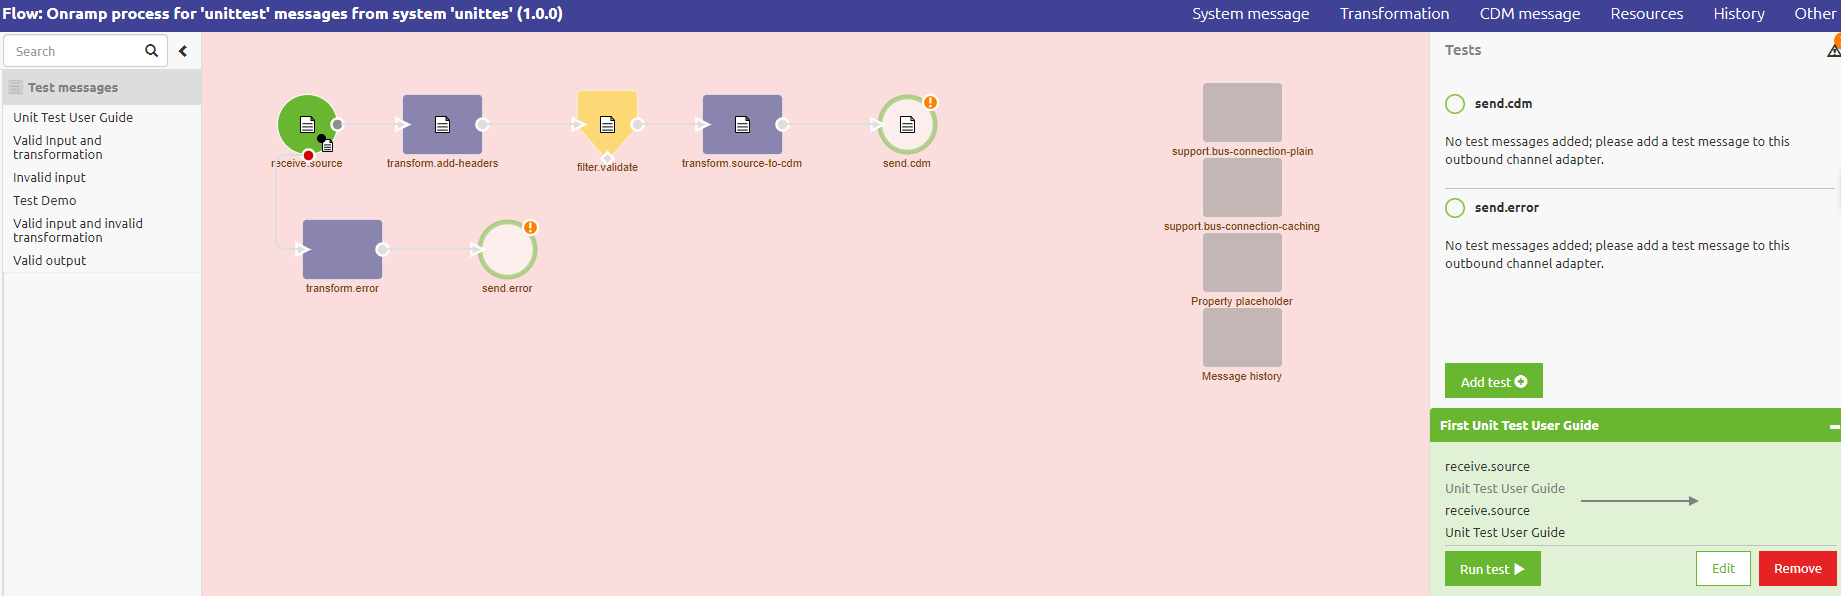 Flow: Onramp process for 'unittest' messages from system 'unittes' (1.0.0)
System message
Transformation
CDM message
Resources
History
Other
Search
Test messages
Unit Test User Guide
Valid Input and
transformation
Invalid input
Test Demo
Valid input and invalid
transformation
Valid output
receive.source
transform.add-headers
filter.validate
transform.source-to-cdm
send.cdm
transform.error
send.error
support.bus-connection-plain
support.bus-connection-caching
Property placeholder
Message history
Tests
send.cdm
No test messages added; please add a test message to this
outbound channel adapter.
send.error
No test messages added; please add a test message to this
outbound channel adapter.
Add test
First Unit Test User Guide
receive.source
Unit Test User Guide
receive.source
Unit Test User Guide
Run test
Edit
Remove